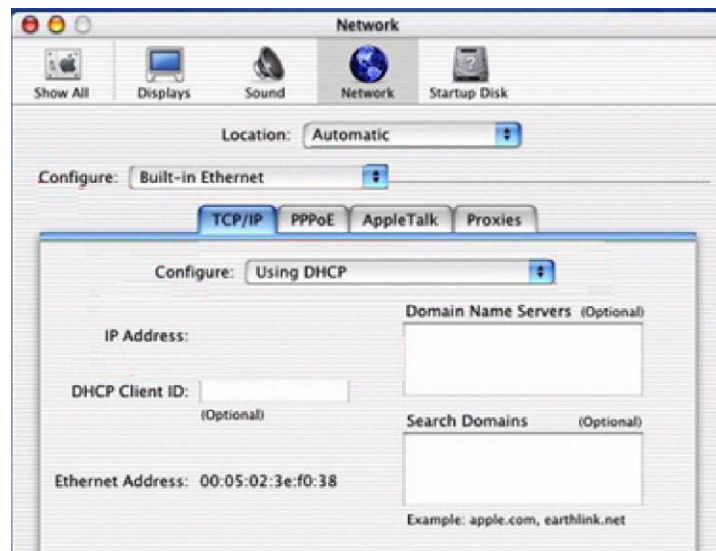 Network
Show All Displays Sound Network Startup Disk
Location: Automatic
Configure: Built-in Ethernet
TCP/IP PPPoE AppleTalk Proxies
Configure: Using DHCP
Domain Name Servers (Optional)
IP Address:
DHCP Client ID:
(Optional)
Search Domains (Optional)
Ethernet Address: 00:05:02:3e:f0:38
Example: apple.com, earthlink.net